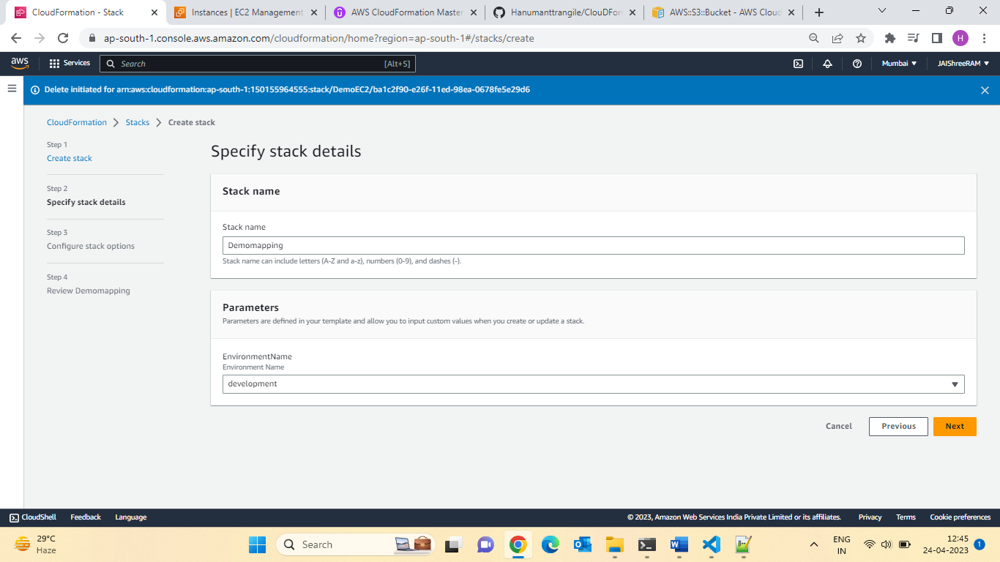 CloudFormation - Stack
Instances | EC2 Management
AWS CloudFormation Master
Hanumanttrangile/CloudFor
AWS::S3::Bucket - AWS Cloud
ap-south-1.console.aws.amazon.com/cloudformation/home?region=ap-south-1#/stacks/create
H
aws
Services
Search
[Alt+S]
Mumbai
JAIShreeRAM
Delete initiated for arn:aws:cloudformation:ap-south-1:150155964555:stack/DemoEC2/ba1c2f90-e26f-11ed-98ea-0678fe5e29d6
CloudFormation
Stacks
Create stack
Step 1
Create stack
Step 2
Specify stack details
Step 3
Configure stack options
Step 4
Review Demomapping
Specify stack details
Stack name
Stack name
Demomapping
Stack name can include letters (A-Z and a-z), numbers (0-9), and dashes (-).
Parameters
Parameters are defined in your template and allow you to input custom values when you create or update a stack.
EnvironmentName
Environment Name
development
Cancel
Previous
Next
CloudShell
Feedback
Language
© 2023, Amazon Web Services India Private Limited or its affiliates.
Privacy
Terms
Cookie preferences
29°C
Haze
Search
ENG
IN
12:45
24-04-2023
1